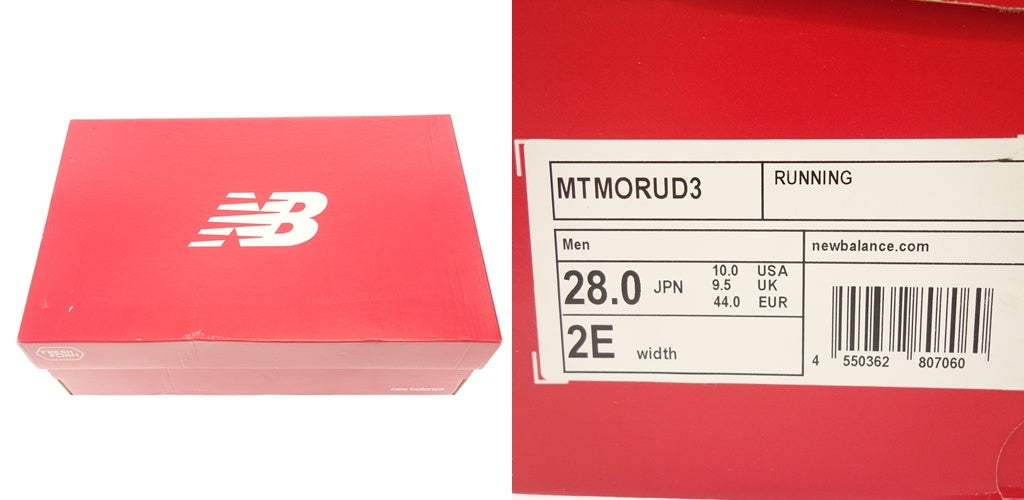 NB
FRESH
FOAM
new balance
MTMORUD3
RUNNING
Men
newbalance.com
28.0 JPN
10.0 USA
9.5 UK
44.0 EUR
2E width
4 550362 807060